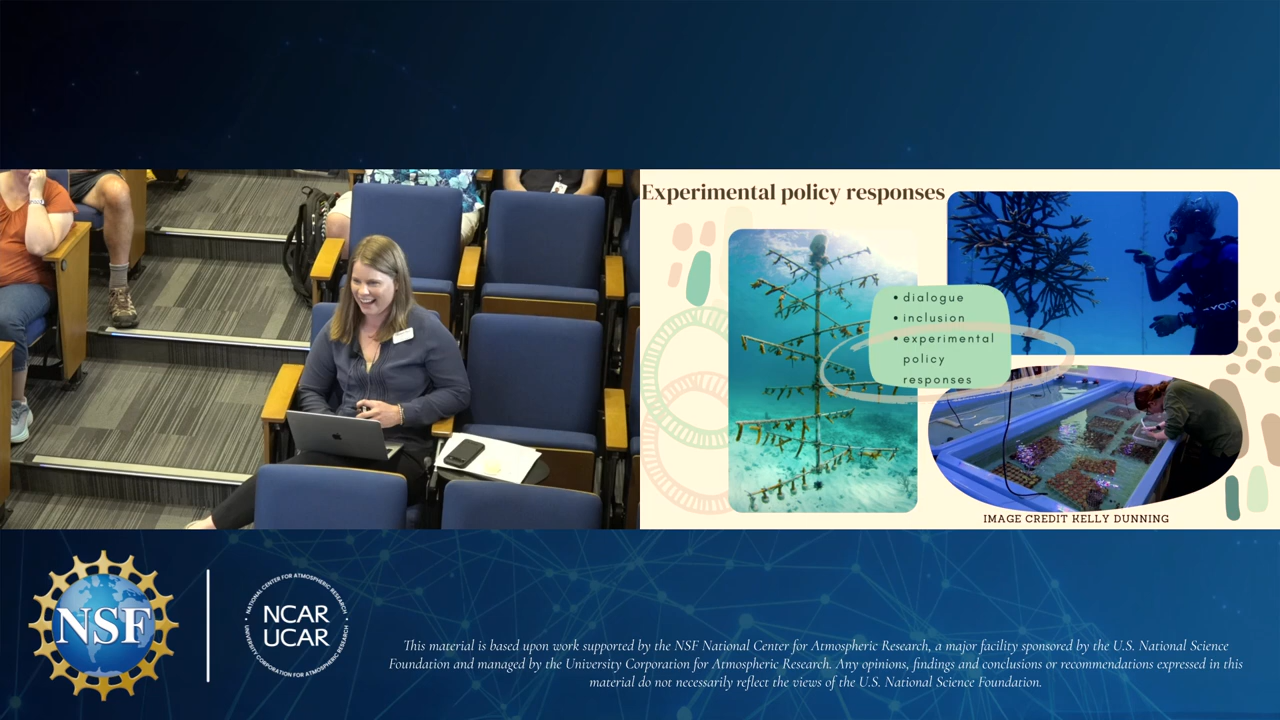 Experimental policy responses
• dialogue
• inclusion
• experimental
policy
responses
IMAGE CREDIT KELLY DUNNING
NSF
NATIONAL CENTER FOR ATMOSPHERIC RESEARCH
NCAR
UCAR
UNIVERSITY CORPORATION FOR ATMOSPHERIC RESEARCH
This material is based upon work supported by the NSF National Center for Atmospheric Research, a major facility sponsored by the U.S. National Science
Foundation and managed by the University Corporation for Atmospheric Research. Any opinions, findings and conclusions or recommendations expressed in this
material do not necessarily reflect the views of the U.S. National Science Foundation.